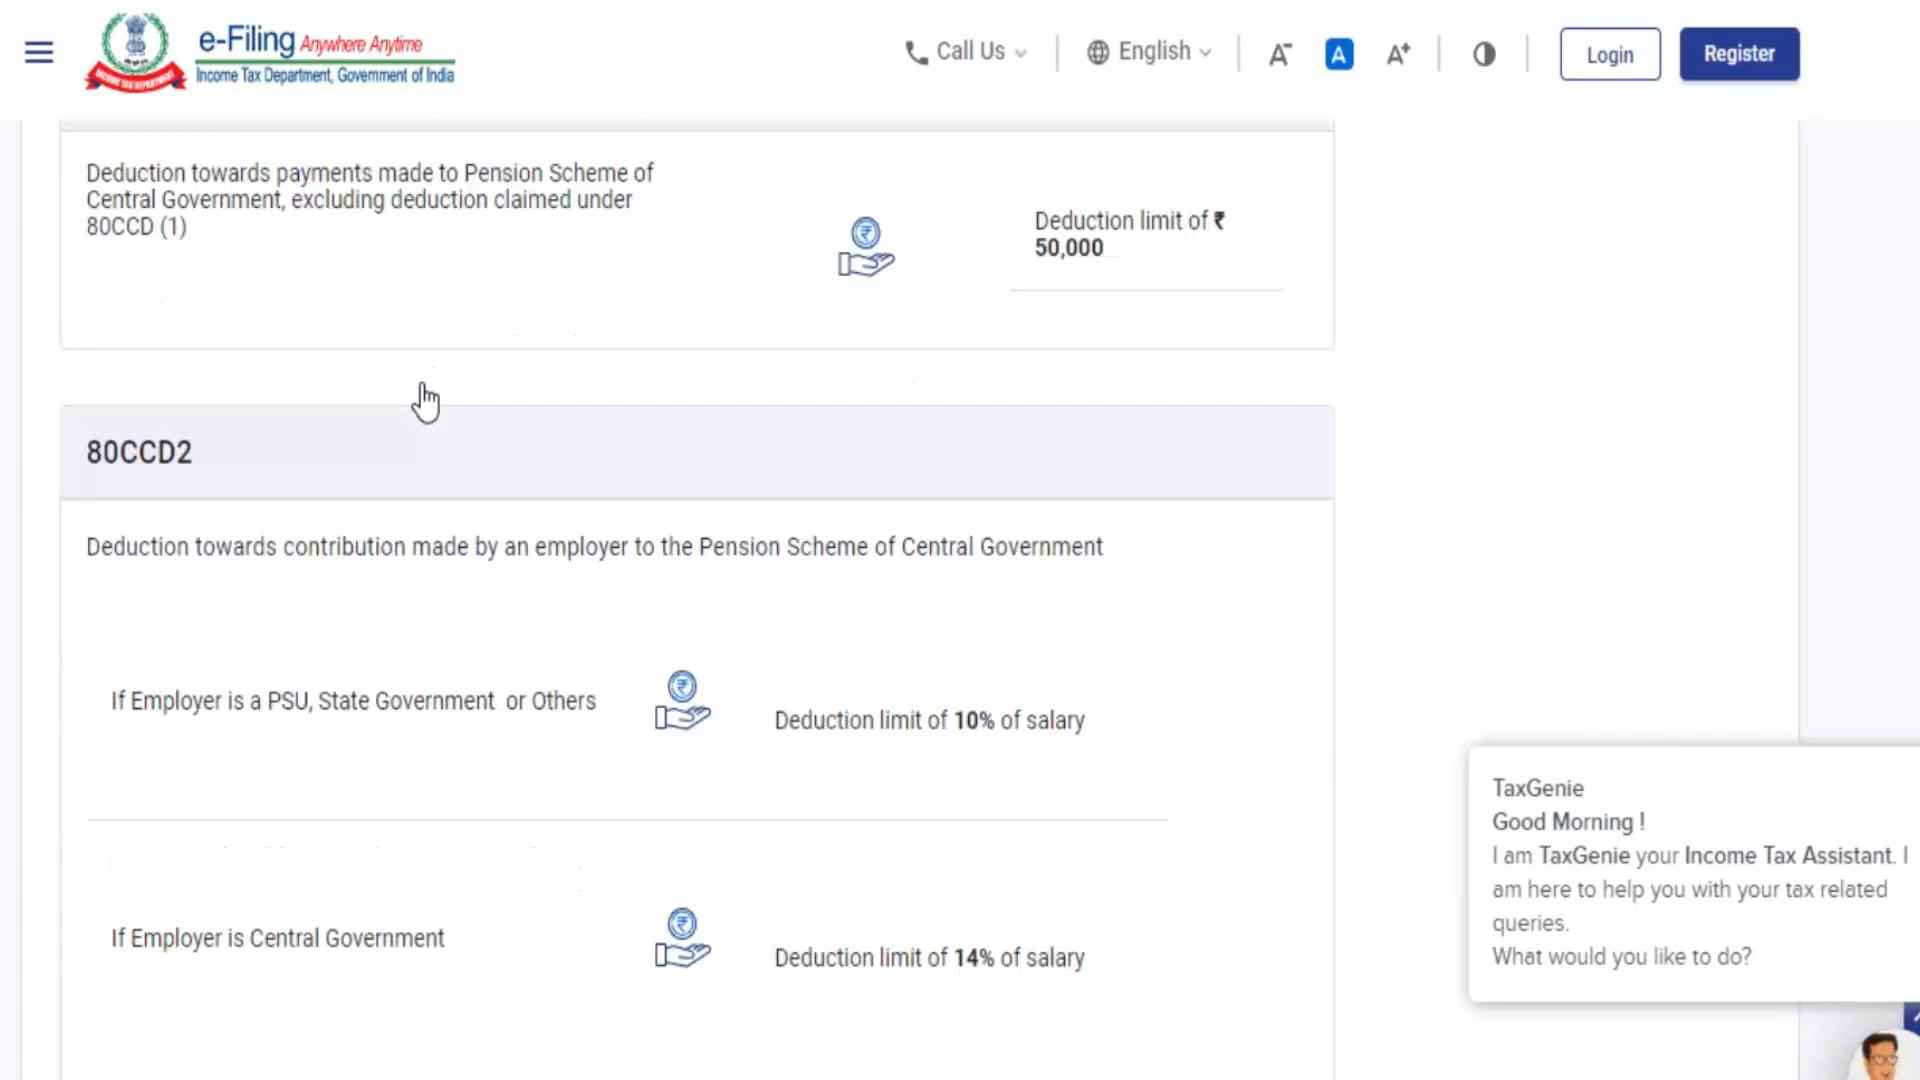 e-Filing Anywhere Anytime
Income Tax Department, Government of India
Call Us
English
A-
A
A+
Login
Register
Deduction towards payments made to Pension Scheme of
Central Government, excluding deduction claimed under
80CCD (1)
Deduction limit of ₹
50,000
80CCD2
Deduction towards contribution made by an employer to the Pension Scheme of Central Government
If Employer is a PSU, State Government or Others
Deduction limit of 10% of salary
If Employer is Central Government
Deduction limit of 14% of salary
TaxGenie
Good Morning !
I am TaxGenie your Income Tax Assistant. I
am here to help you with your tax related
queries.
What would you like to do?